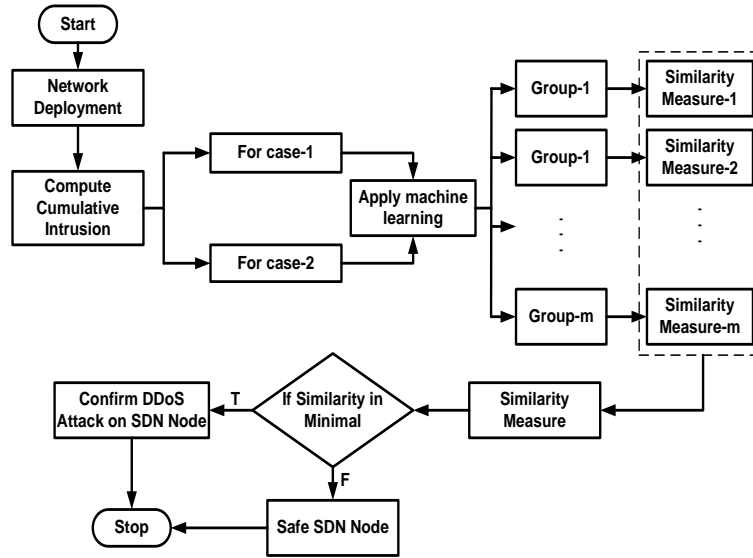 Start
Network
Deployment
Compute
Cumulative
Intrusion
For case-1
For case-2
Apply machine
learning
Group-1
Similarity
Measure-1
Group-1
Similarity
Measure-2
Group-m
Similarity
Measure-m
Similarity
Measure
If Similarity in
Minimal
T
F
Confirm DDoS
Attack on SDN Node
Safe SDN Node
Stop